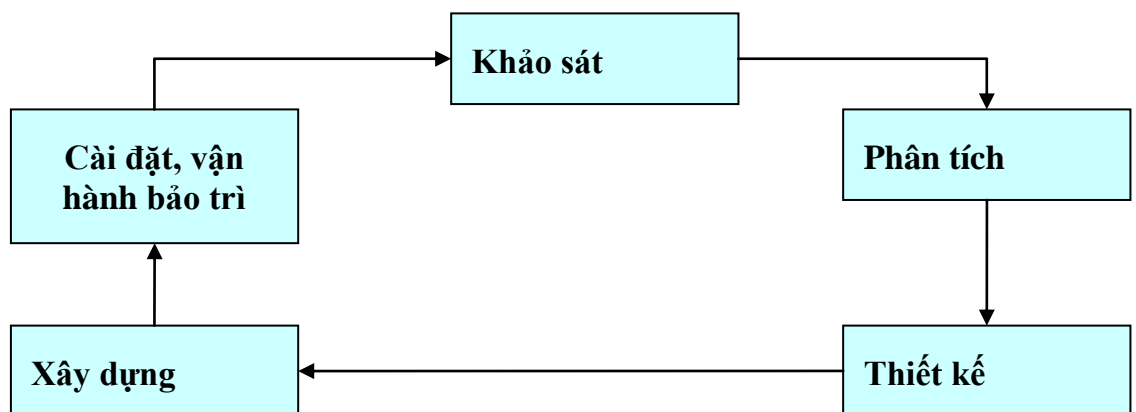 Khảo sát
Phân tích
Thiết kế
Xây dựng
Cài đặt, vận
hành bảo trì